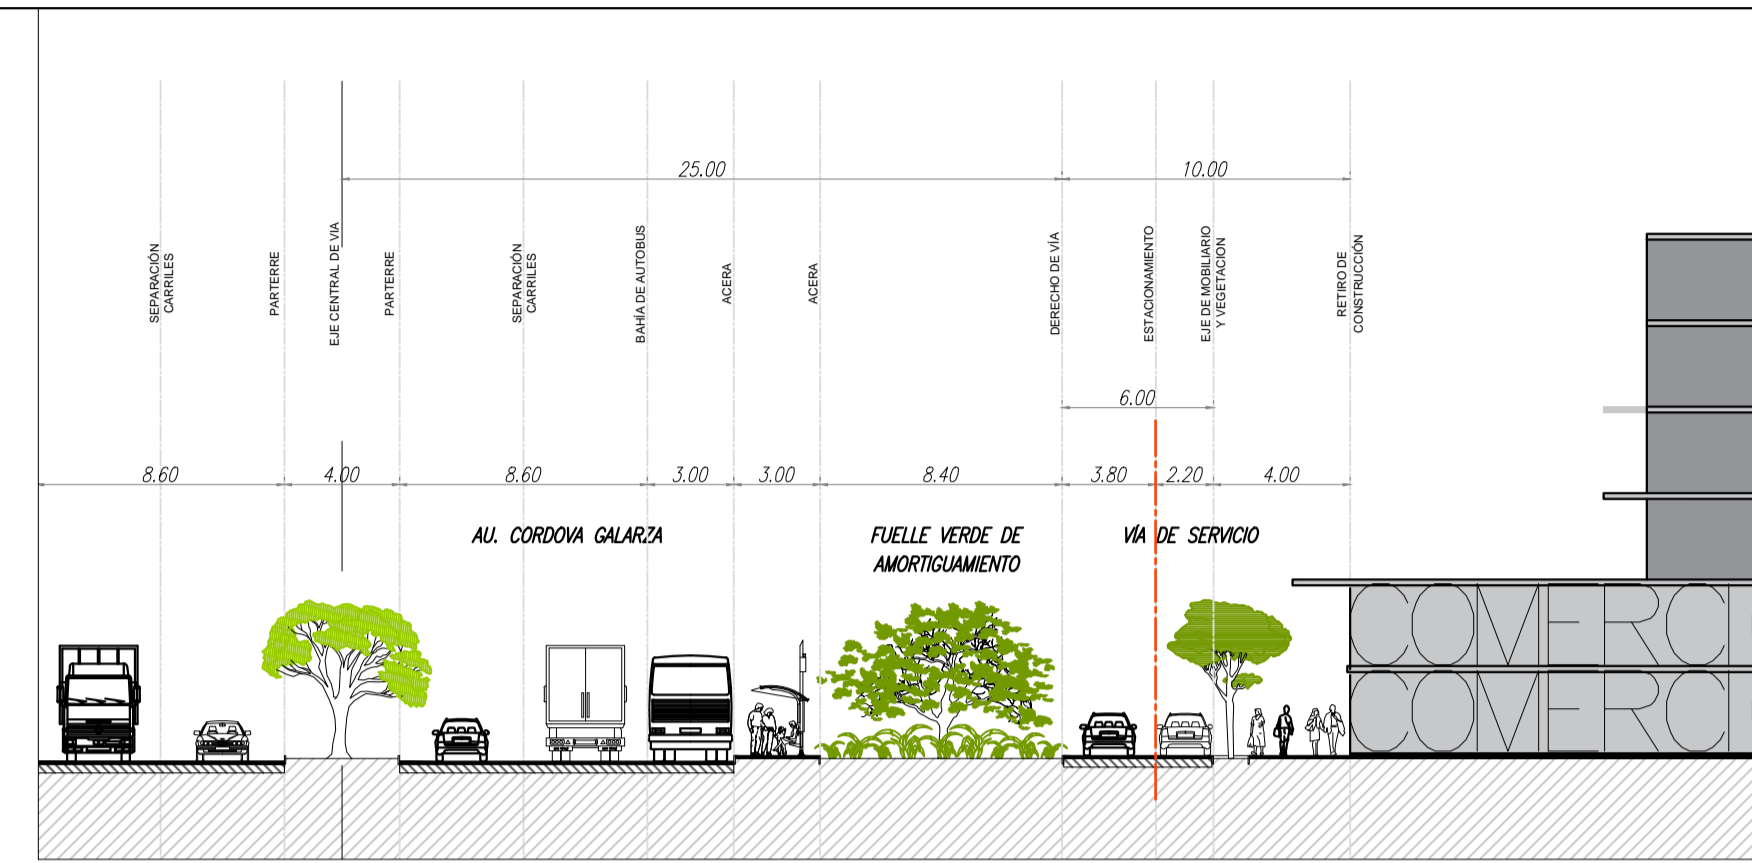 25.00
10.00
SEPARACIÓN
CARRILES
PARTERRE
EJE CENTRAL DE VIA
PARTERRE
SEPARACIÓN
CARRILES
BAHÍA DE AUTOBUS
ACERA
ACERA
DERECHO DE VÍA
ESTACIONAMIENTO
EJE DE MOBILIARIO
Y VEGETACION
RETIRO DE
CONSTRUCCIÓN
6.00
8.60
4.00
8.60
3.00
3.00
8.40
3.80
2.20
4.00
AU. CORDOVA GALARZA
FUELLE VERDE DE
AMORTIGUAMIENTO
VÍA DE SERVICIO
COMERCI
COMERCI